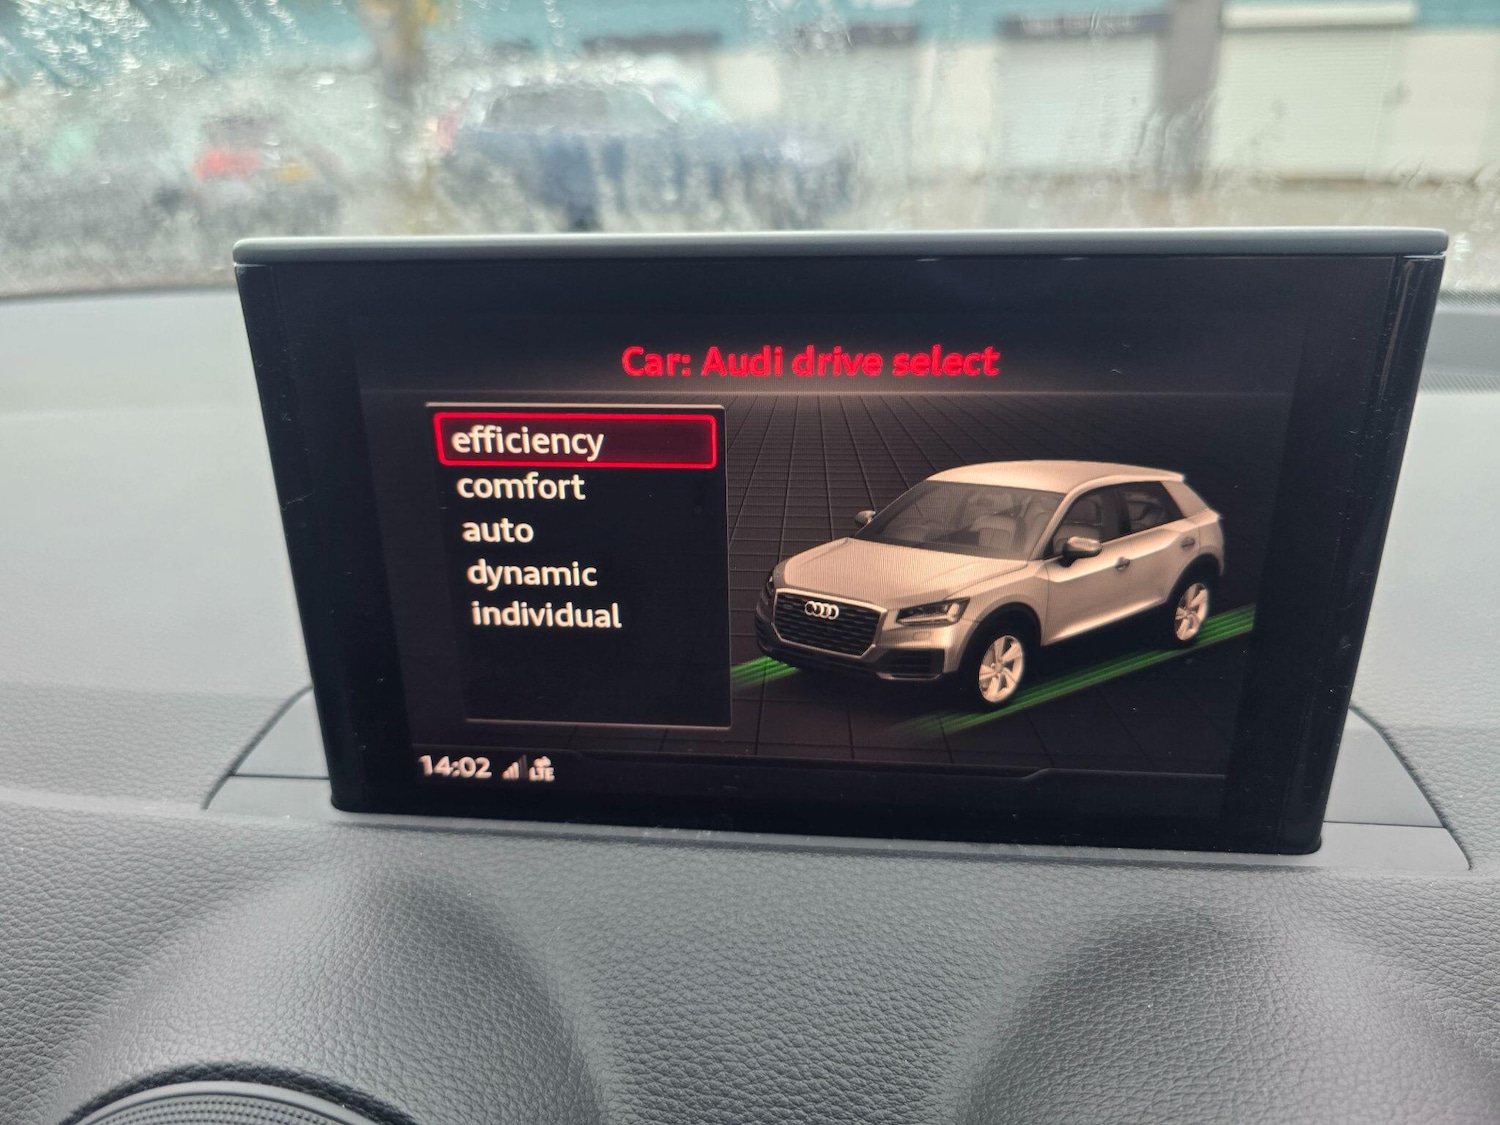 Car: Audi drive select
efficiency
comfort
auto
dynamic
individual
14:02 LTE